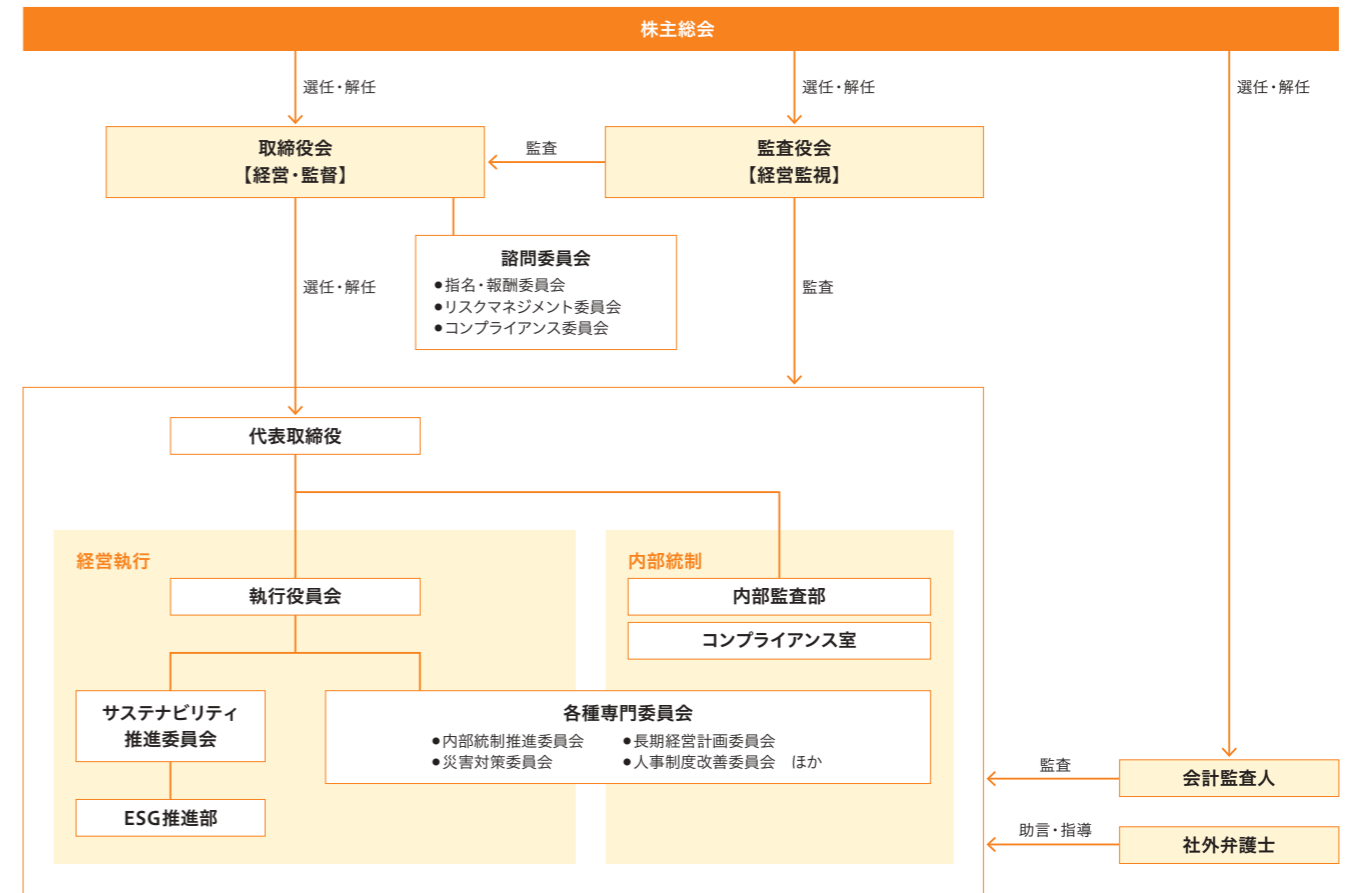 株主総会
選任・解任
選任・解任
選任・解任
取締役会
【経営・監督】
監査
監査役会
【経営監視】
諮問委員会
●指名・報酬委員会
●リスクマネジメント委員会
●コンプライアンス委員会
選任・解任
監査
代表取締役
経営執行
内部統制
執行役員会
内部監査部
コンプライアンス室
サステナビリティ
推進委員会
各種専門委員会
●内部統制推進委員会
●長期経営計画委員会
●災害対策委員会
●人事制度改善委員会 ほか
ESG推進部
監査
会計監査人
助言・指導
社外弁護士